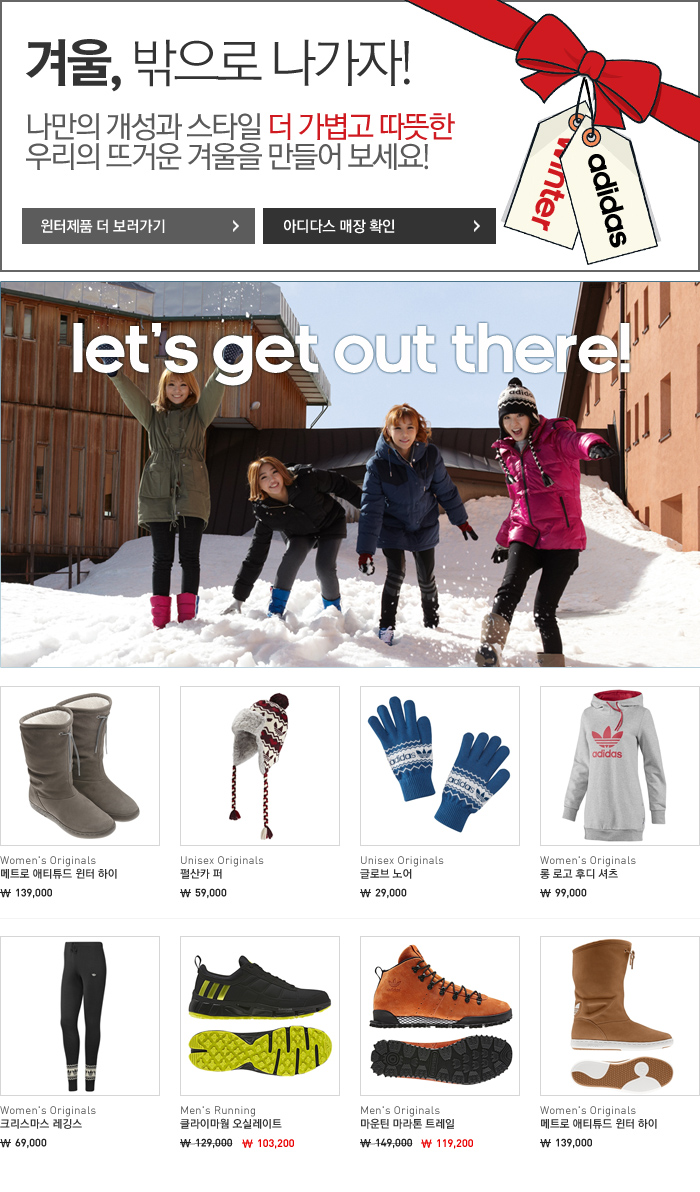 겨울, 밖으로 나가자!
나만의 개성과 스타일 더 가볍고 따뜻한
우리의 뜨거운 겨울을 만들어 보세요!
winter
adidas
윈터제품 더 보러가기
아디다스 매장 확인
let's get out there!
adidas
adidas
adidas
adidas
Women's Originals
메트로 애티튜드 윈터 하이
₩ 139,000
Unisex Originals
펄산카 퍼
₩ 59,000
Unisex Originals
글로브 노어
₩ 29,000
Women's Originals
롱 로고 후디 셔츠
₩ 99,000
Women's Originals
크리스마스 레깅스
₩ 69,000
Men's Running
클라이마웜 오실레이트
₩ 129,000 ₩ 103,200
Men's Originals
마운틴 마라톤 트레일
₩ 149,000 ₩ 119,200
Women's Originals
메트로 애티튜드 윈터 하이
₩ 139,000